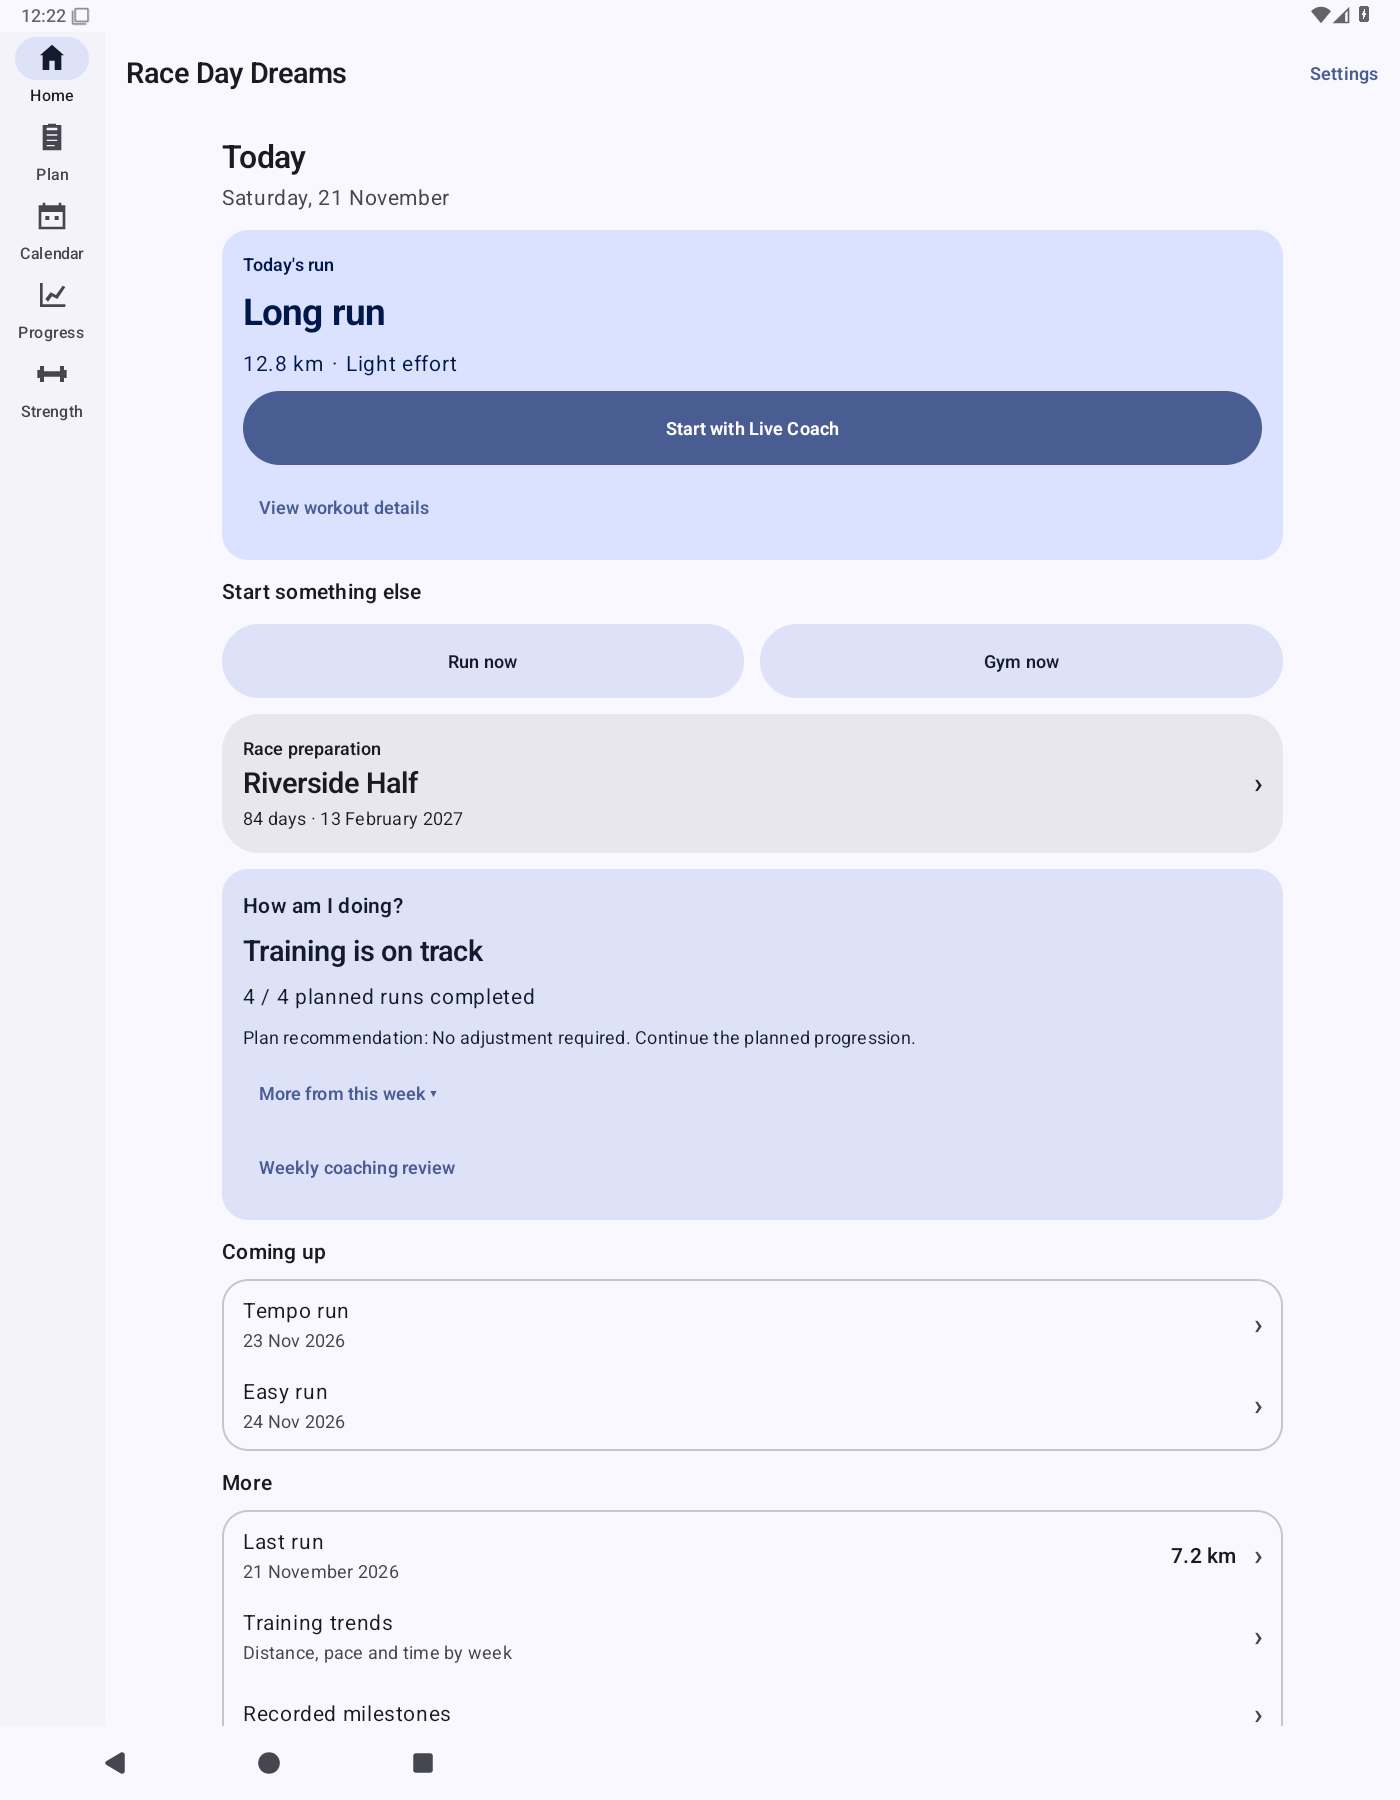 12:22
Race Day Dreams
Settings
Home
Plan
Calendar
Progress
Strength
Today
Saturday, 21 November
Today's run
Long run
12.8 km · Light effort
Start with Live Coach
View workout details
Start something else
Run now
Gym now
Race preparation
Riverside Half
84 days · 13 February 2027
›
How am I doing?
Training is on track
4 / 4 planned runs completed
Plan recommendation: No adjustment required. Continue the planned progression.
More from this week ▾
Weekly coaching review
Coming up
Tempo run
23 Nov 2026
›
Easy run
24 Nov 2026
›
More
Last run
21 November 2026
7.2 km ›
Training trends
Distance, pace and time by week
›
Recorded milestones
›